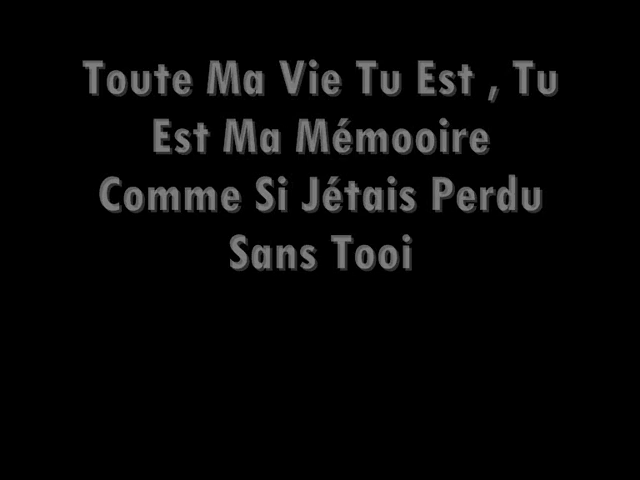 Toute Ma Vie Tu Est , Tu
Est Ma Mémooire
Comme Si Jétais Perdu
Sans Tooi